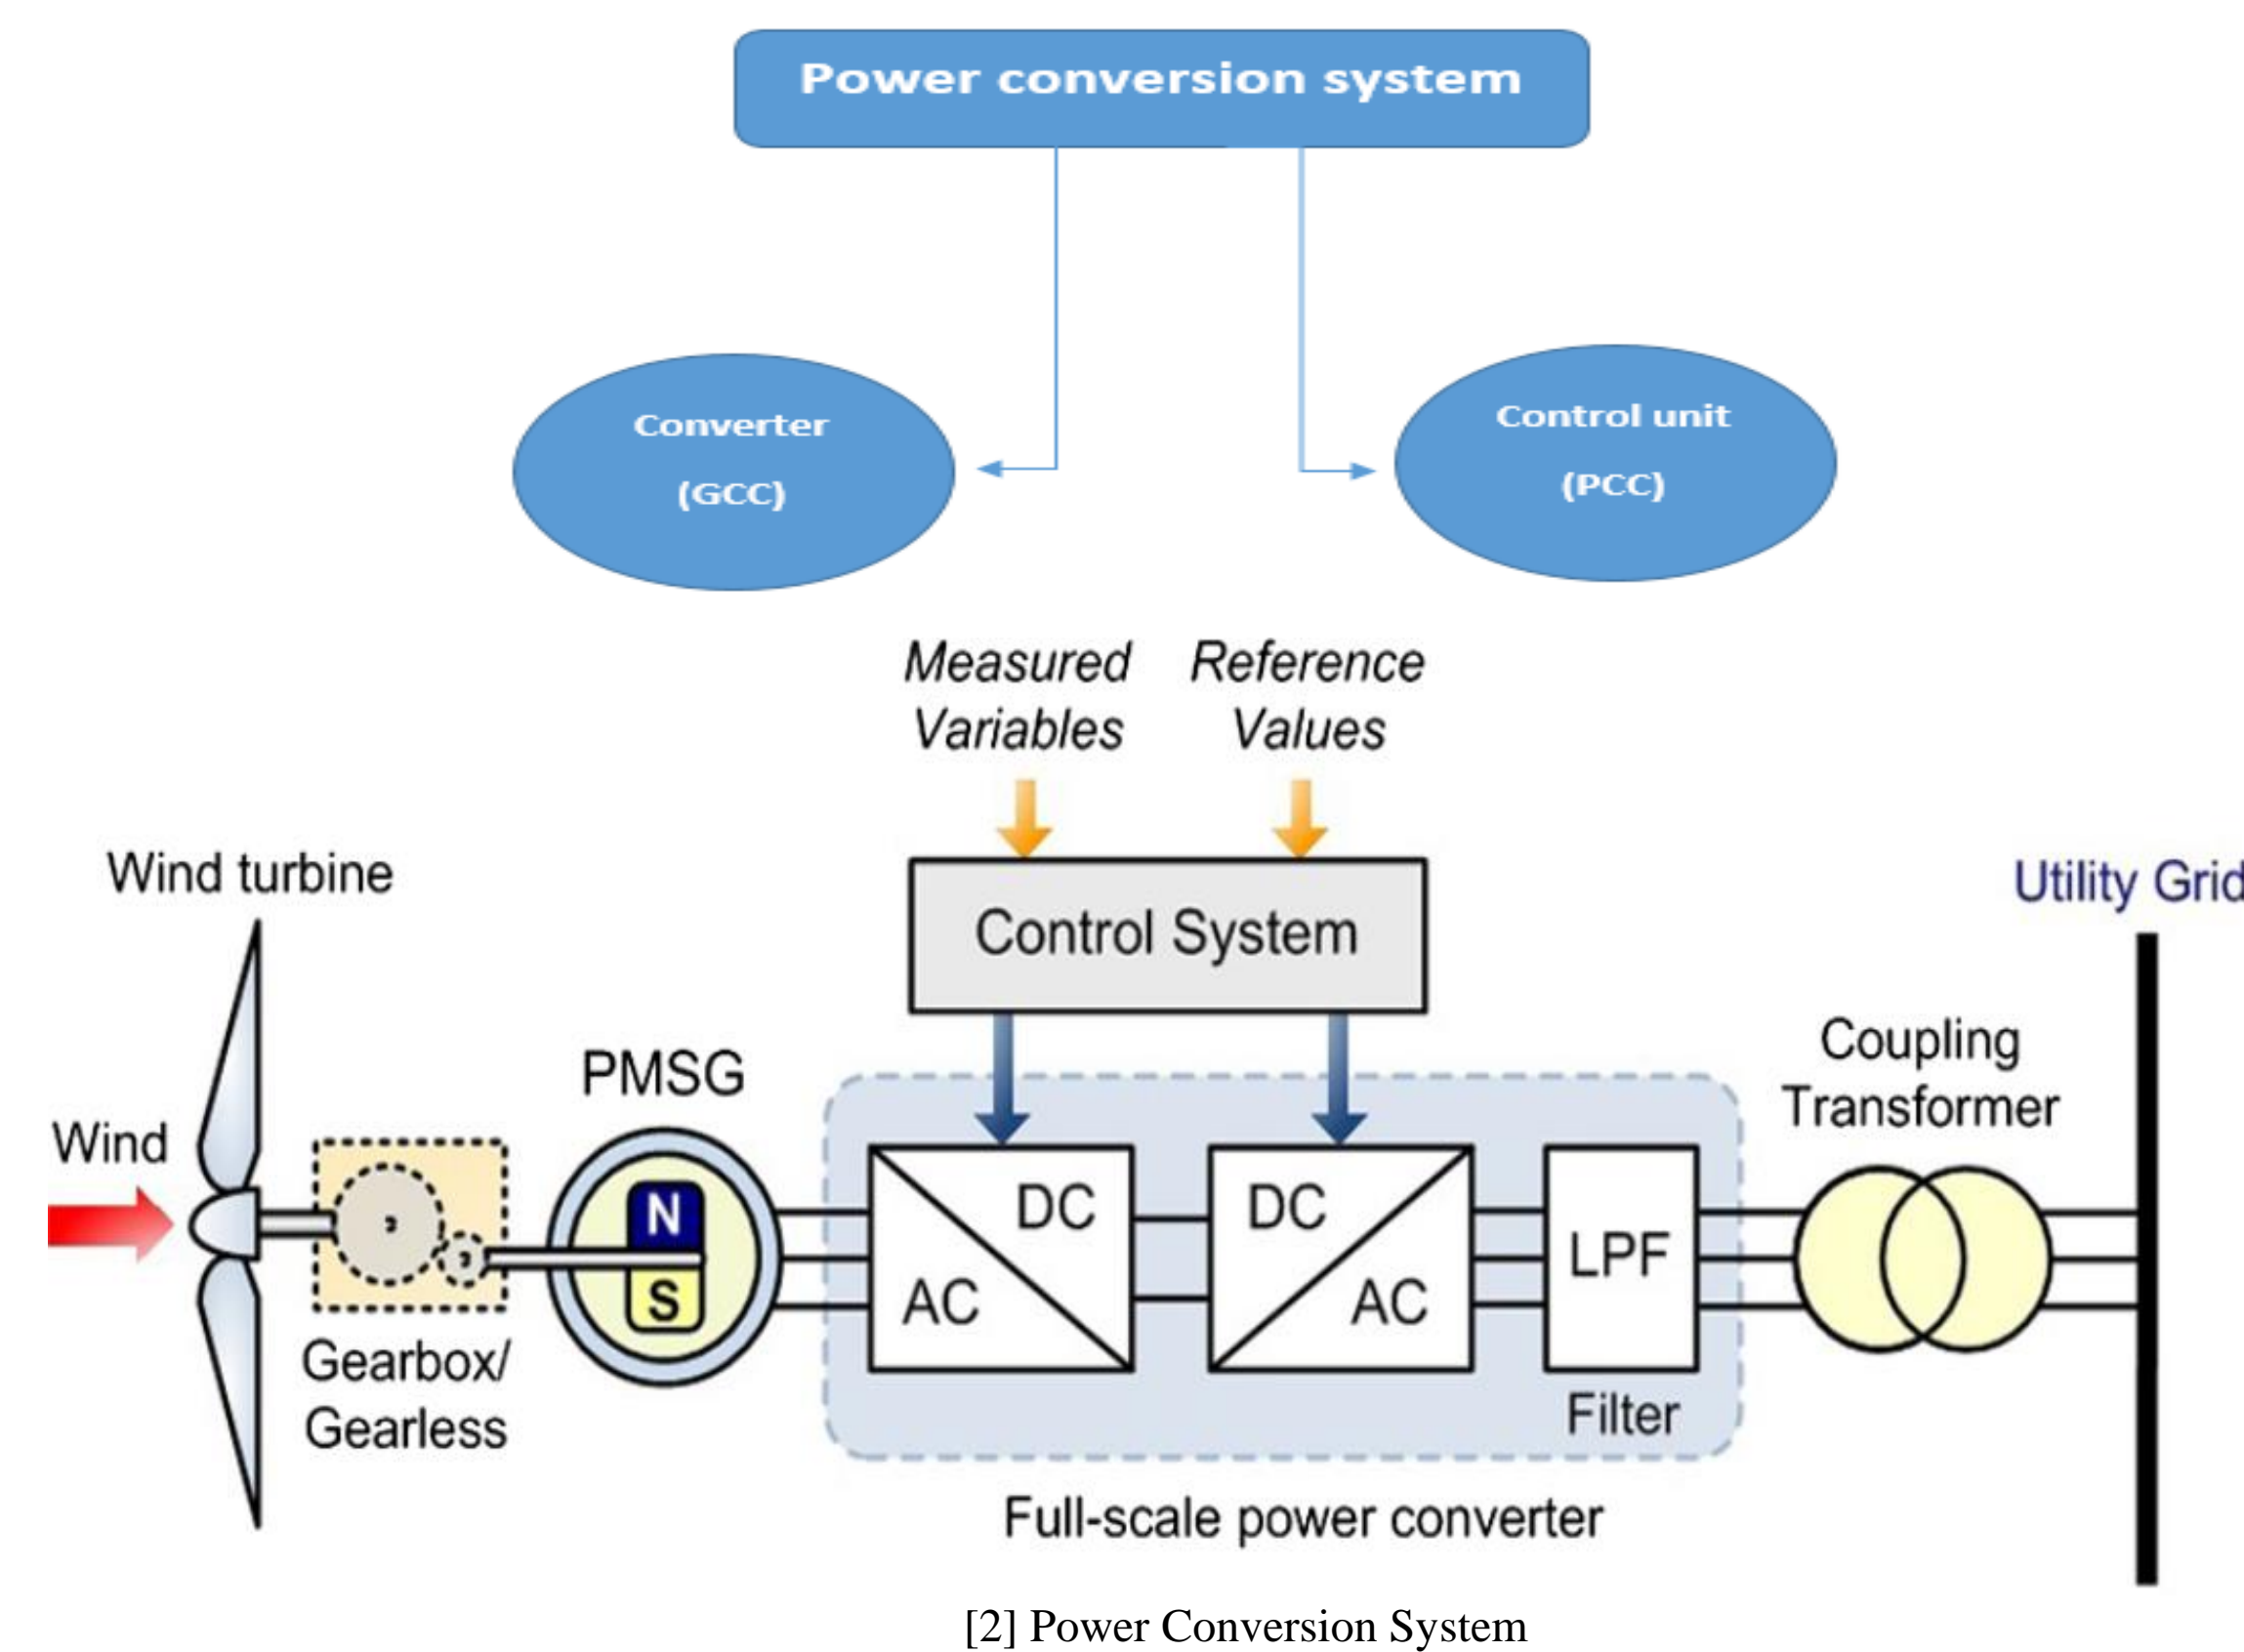 Power conversion system
Converter
(GCC)
Control unit
(PCC)
Measured
Variables
Reference
Values
Control System
Wind turbine
Utility Grid
PMSG
Coupling
Transformer
Wind
N
S
DC
AC
DC
AC
LPF
Filter
Gearbox/
Gearless
Full-scale power converter
[2] Power Conversion System